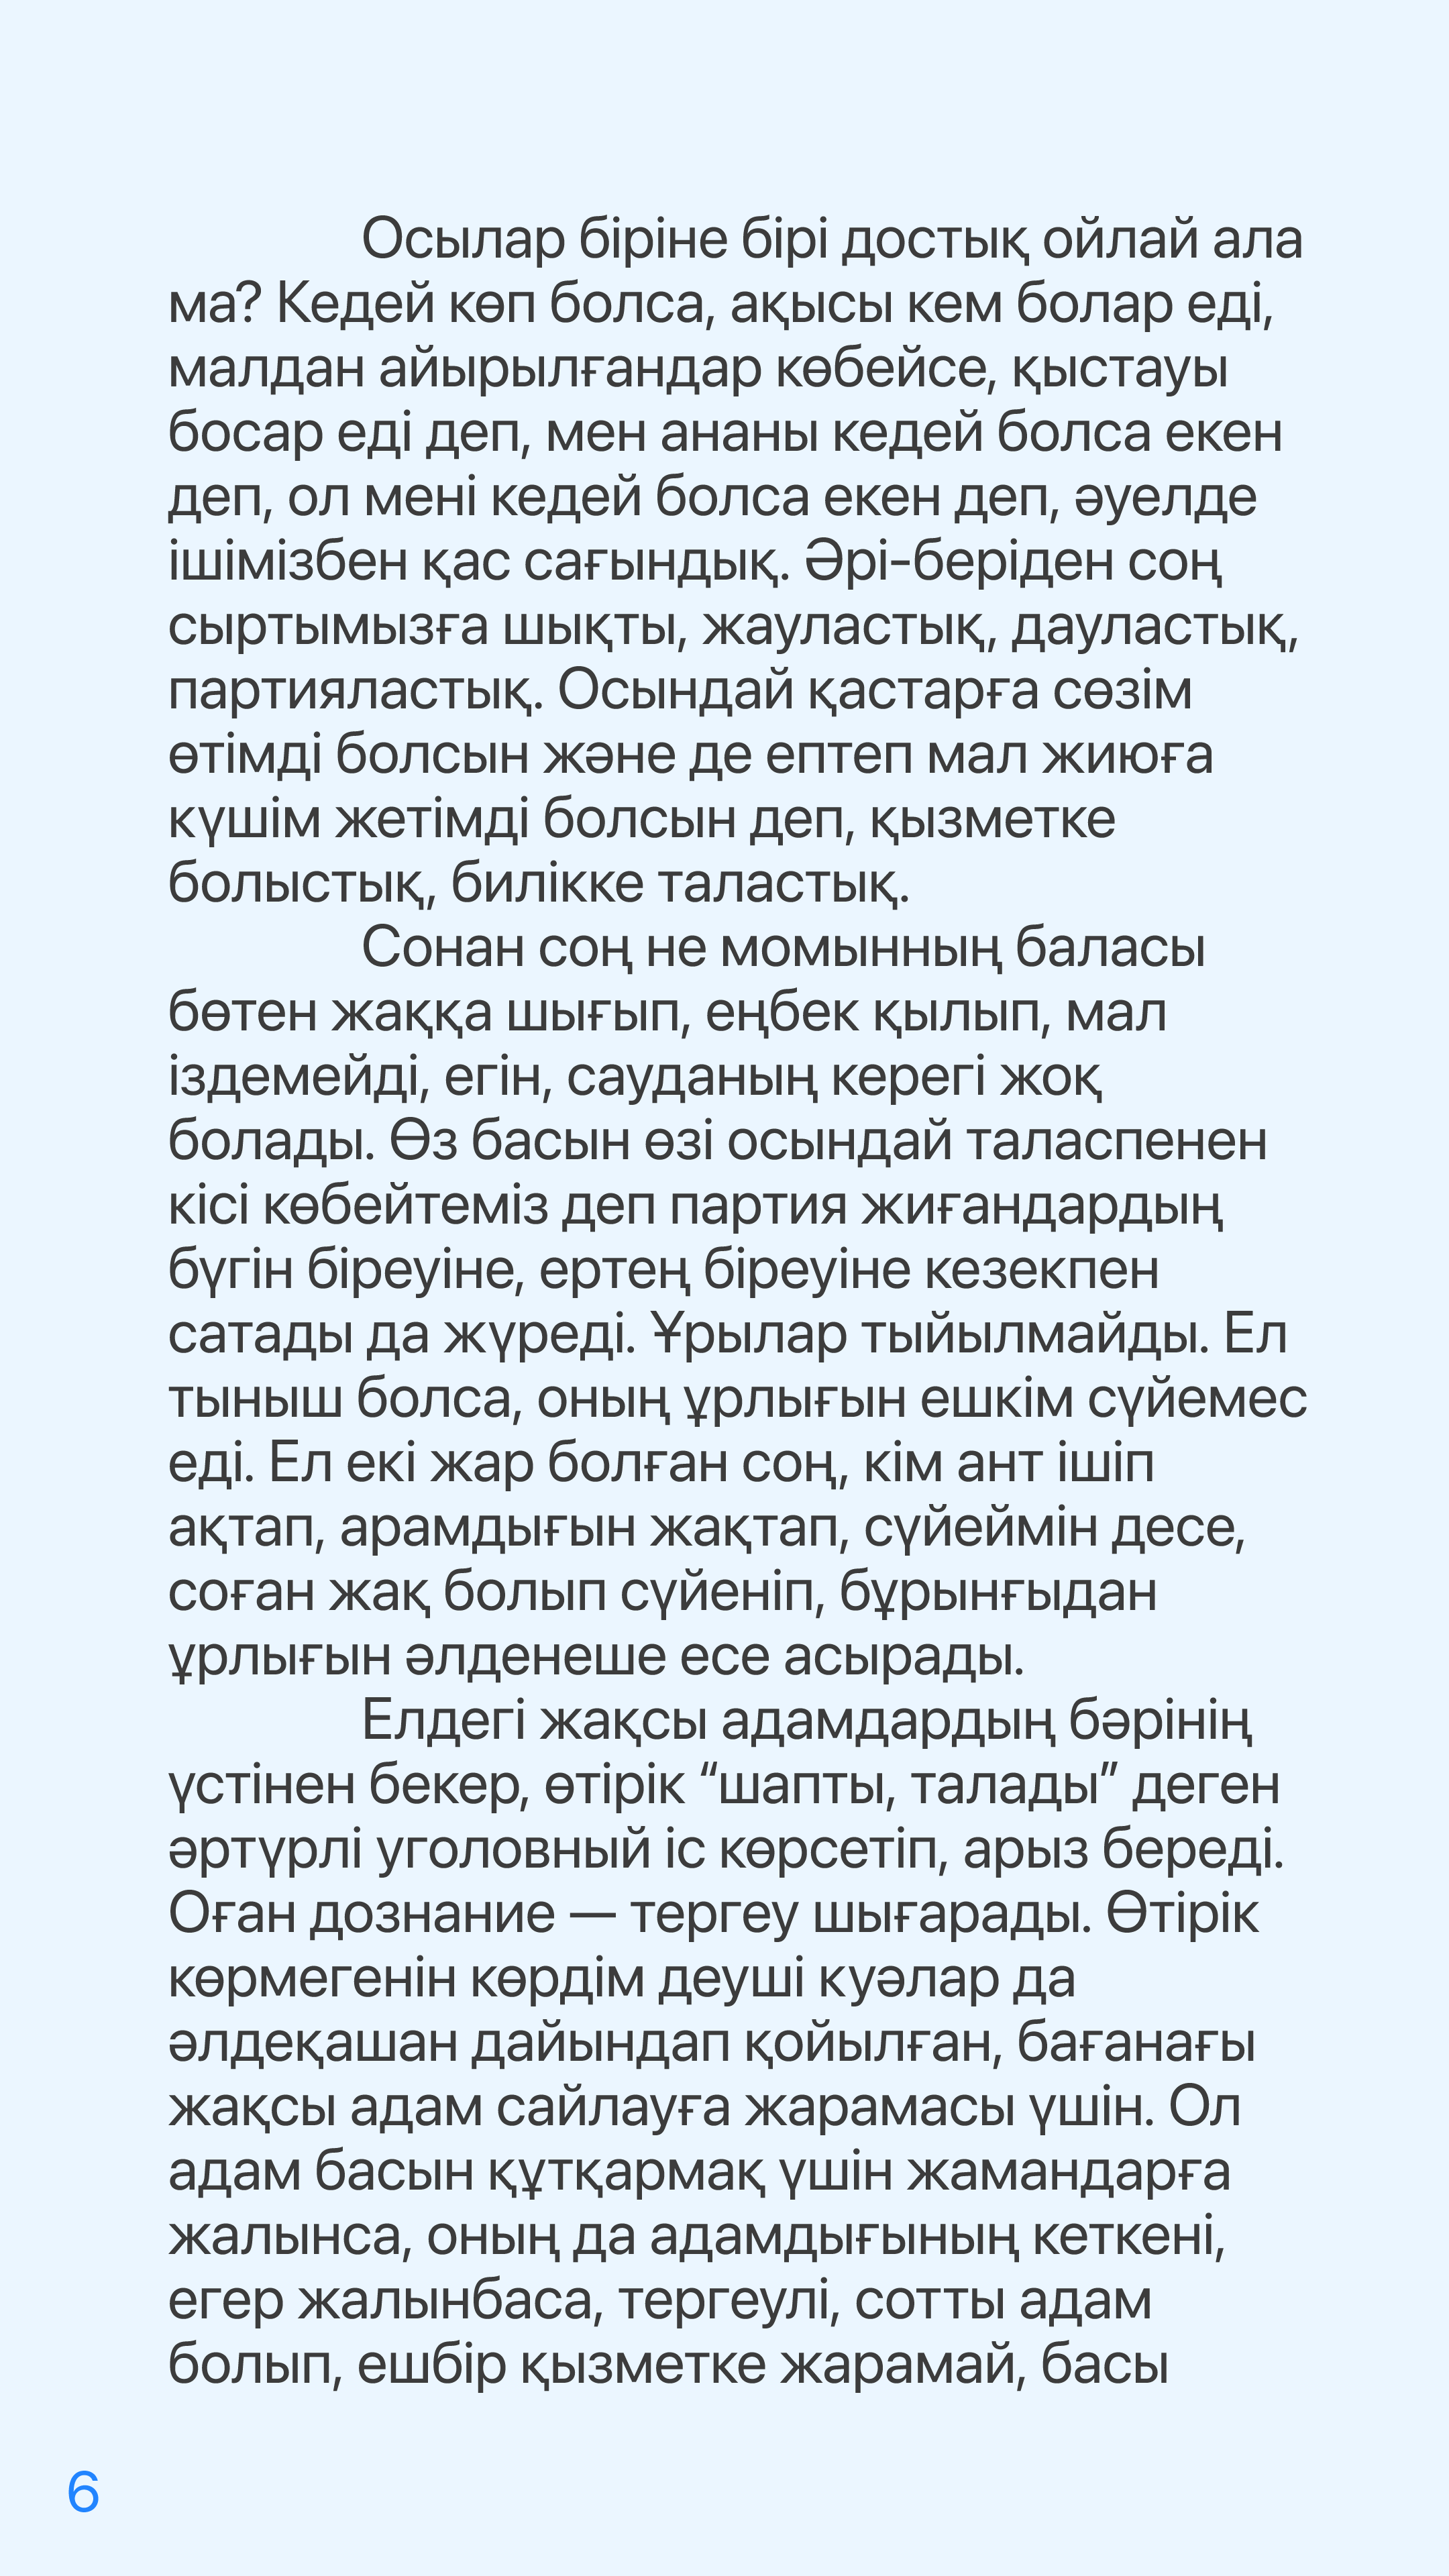 Осылар біріне бірі достық ойлай ала
ма? Кедей көп болса, ақысы кем болар еді,
малдан айырылғандар көбейсе, қыстауы
босар еді деп, мен ананы кедей болса екен
деп, ол мені кедей болса екен деп, әуелде
ішімізбен қас сағындық. Әрі-беріден соң
сыртымызға шықты, жауластық, дауластық,
партияластық. Осындай қастарға сөзім
өтімді болсын және де ептеп мал жиюға
күшім жетімді болсын деп, қызметке
болыстық, билікке таластық.
Сонан соң не момынның баласы
бөтен жаққа шығып, еңбек қылып, мал
іздемейді, егін, сауданың керегі жоқ
болады. Өз басын өзі осындай таласпенен
кісі көбейтеміз деп партия жиғандардың
бүгін біреуіне, ертең біреуіне кезекпен
сатады да жүреді. Ұрылар тыйылмайды. Ел
тыныш болса, оның ұрлығын ешкім сүйемес
еді. Ел екі жар болған соң, кім ант ішіп
ақтап, арамдығын жақтап, сүйеймін десе,
соған жақ болып сүйеніп, бұрынғыдан
ұрлығын әлденеше есе асырады.
Елдегі жақсы адамдардың бәрінің
үстінен бекер, өтірік “шапты, талады” деген
әртүрлі уголовный іс көрсетіп, арыз береді.
Оған дознание — тергеу шығарады. Өтірік
көрмегенін көрдім деуші куәлар да
әлдеқашан дайындап қойылған, бағанағы
жақсы адам сайлауға жарамасы үшін. Ол
адам басын құтқармақ үшін жамандарға
жалынса, оның да адамдығының кеткені,
егер жалынбаса, тергеулі, сотты адам
болып, ешбір қызметке жарамай, басы
6